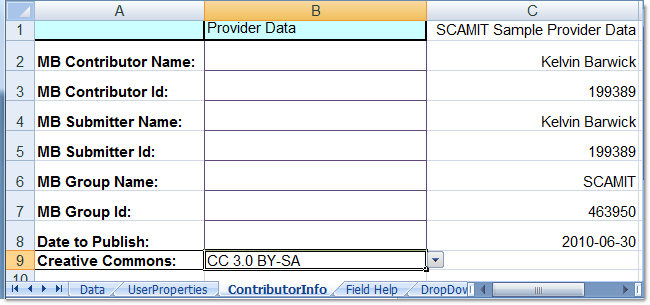 A B C
1 Provider Data SCAMIT Sample Provider Data
2 MB Contributor Name: Kelvin Barwick
3 MB Contributor Id: 199389
4 MB Submitter Name: Kelvin Barwick
5 MB Submitter Id: 199389
6 MB Group Name: SCAMIT
7 MB Group Id: 463950
8 Date to Publish: 2010-06-30
9 Creative Commons: CC 3.0 BY-SA
10
Data UserProperties ContributorInfo Field Help DropDow